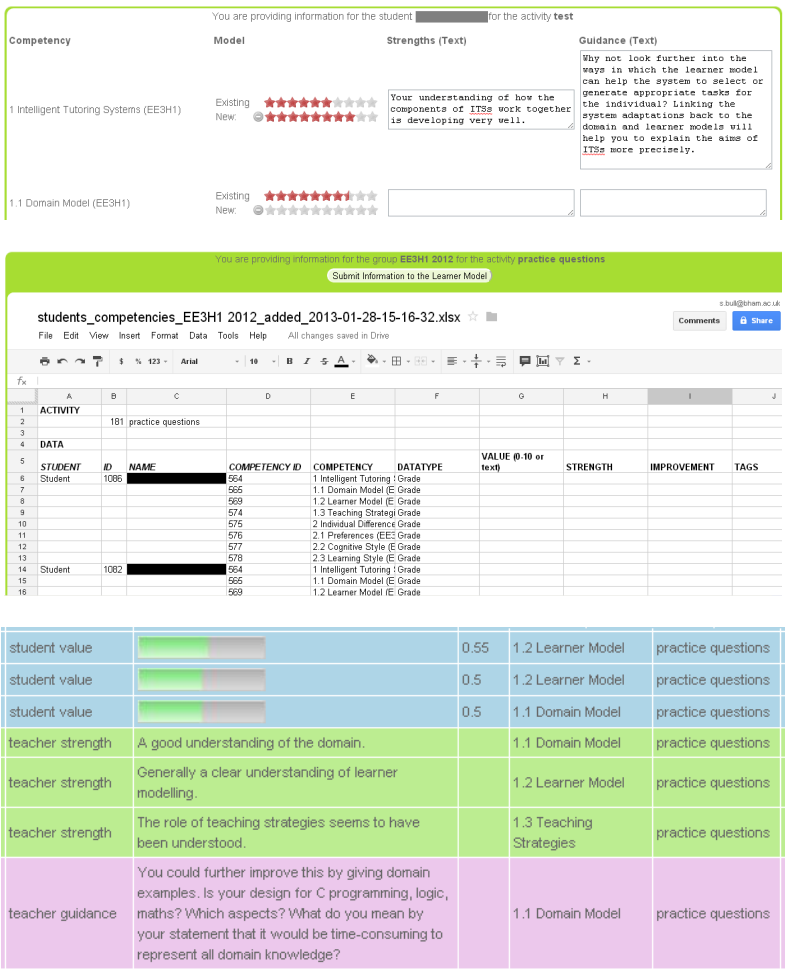 You are providing information for the student for the activity test
Competency Model Strengths (Text) Guidance (Text)
1 Intelligent Tutoring Systems (EE3H1)
Existing
New:
Your understanding of how the
components of ITSs work together
is developing very well.
Why not look further into the
ways in which the learner model
can help the system to select or
generate appropriate tasks for
the individual? Linking the
system adaptations back to the
domain and learner models will
help you to explain the aims of
ITSs more precisely.
1.1 Domain Model (EE3H1)
Existing
New:
You are providing information for the group EE3H1 2012 for the activity practice questions
Submit Information to the Learner Model
s.bull@bham.ac.uk
students_competencies_EE3H1 2012_added_2013-01-28-15-16-32.xlsx
Comments Share
File Edit View Insert Format Data Tools Help All changes saved in Drive
$ % 123 Arial 10 B I S A Σ
fx
A B C D E F G H I J
1 ACTIVITY
2 181 practice questions
3
4 DATA
5 STUDENT ID NAME COMPETENCY ID COMPETENCY DATATYPE VALUE (0-10 or text) STRENGTH IMPROVEMENT TAGS
6 Student 1086 564 1 Intelligent Tutoring Grade
7 565 1.1 Domain Model (E Grade
8 569 1.2 Learner Model (E Grade
9 574 1.3 Teaching Strategi Grade
10 575 2 Individual Difference Grade
11 576 2.1 Preferences (EE3 Grade
12 577 2.2 Cognitive Style (E Grade
13 578 2.3 Learning Style (E Grade
14 Student 1082 564 1 Intelligent Tutoring Grade
15 565 1.1 Domain Model (E Grade
16 569 1.2 Learner Model (E Grade
student value 0.55 1.2 Learner Model practice questions
student value 0.5 1.2 Learner Model practice questions
student value 0.5 1.1 Domain Model practice questions
teacher strength A good understanding of the domain. 1.1 Domain Model practice questions
teacher strength Generally a clear understanding of learner
modelling. 1.2 Learner Model practice questions
teacher strength The role of teaching strategies seems to have
been understood. 1.3 Teaching
Strategies practice questions
teacher guidance You could further improve this by giving domain
examples. Is your design for C programming, logic,
maths? Which aspects? What do you mean by
your statement that it would be time-consuming to
represent all domain knowledge? 1.1 Domain Model practice questions